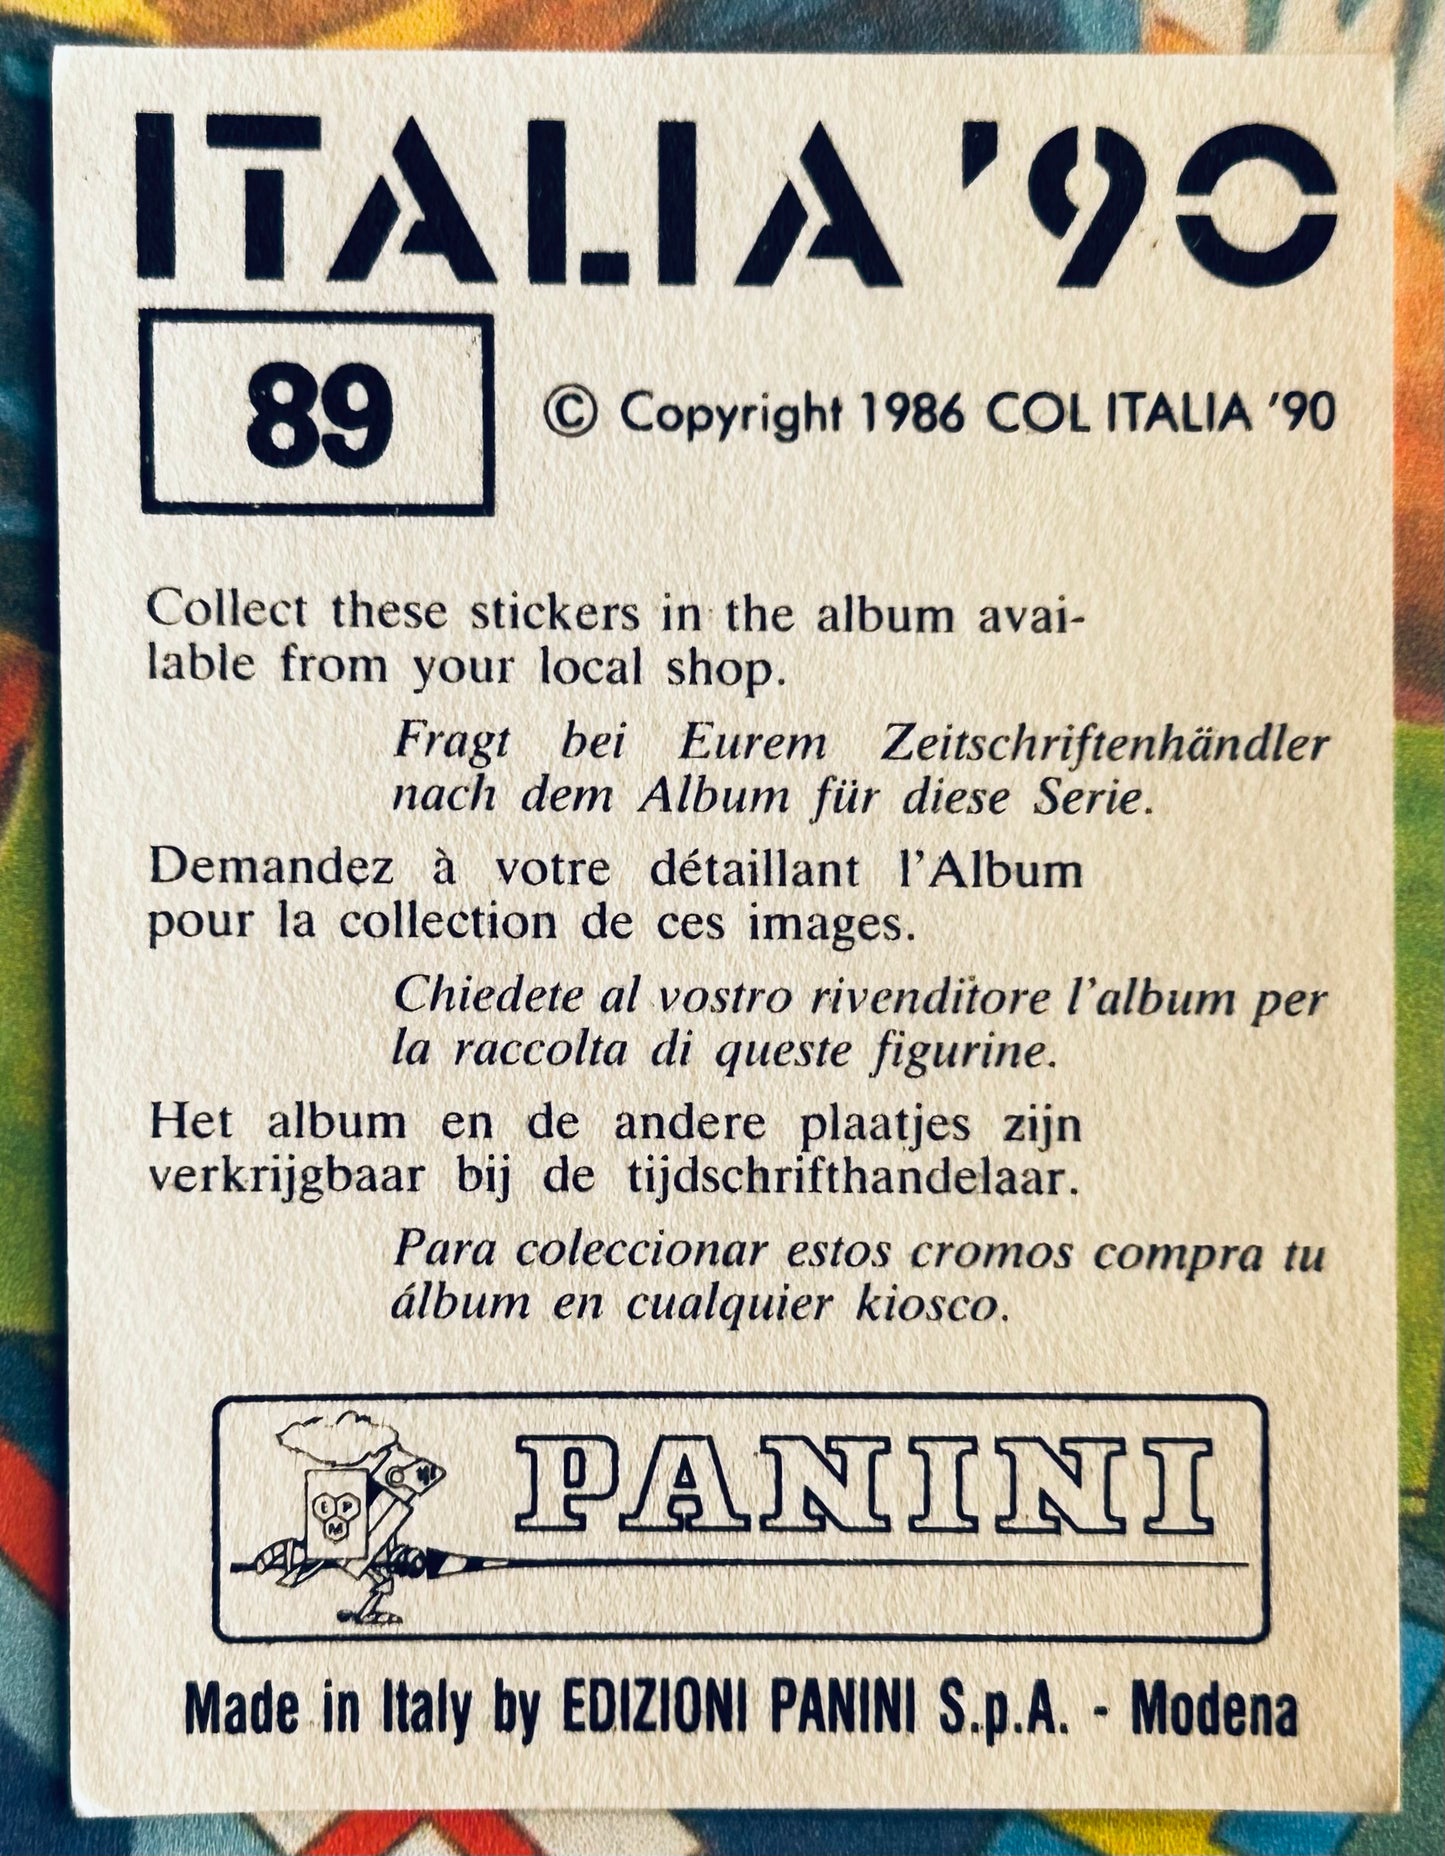 ITALIA '90
89
© Copyright 1986 COL ITALIA '90
Collect these stickers in the album avai-
lable from your local shop.
Fragt bei Eurem Zeitschriftenhändler
nach dem Album für diese Serie.
Demandez à votre détaillant l'Album
pour la collection de ces images.
Chiedete al vostro rivenditore l'album per
la raccolta di queste figurine.
Het album en de andere plaatjes zijn
verkrijgbaar bij de tijdschrifthandelaar.
Para coleccionar estos cromos compra tu
álbum en cualquier kiosco.
PANINI
E P
M
Made in Italy by EDIZIONI PANINI S.p.A. - Modena